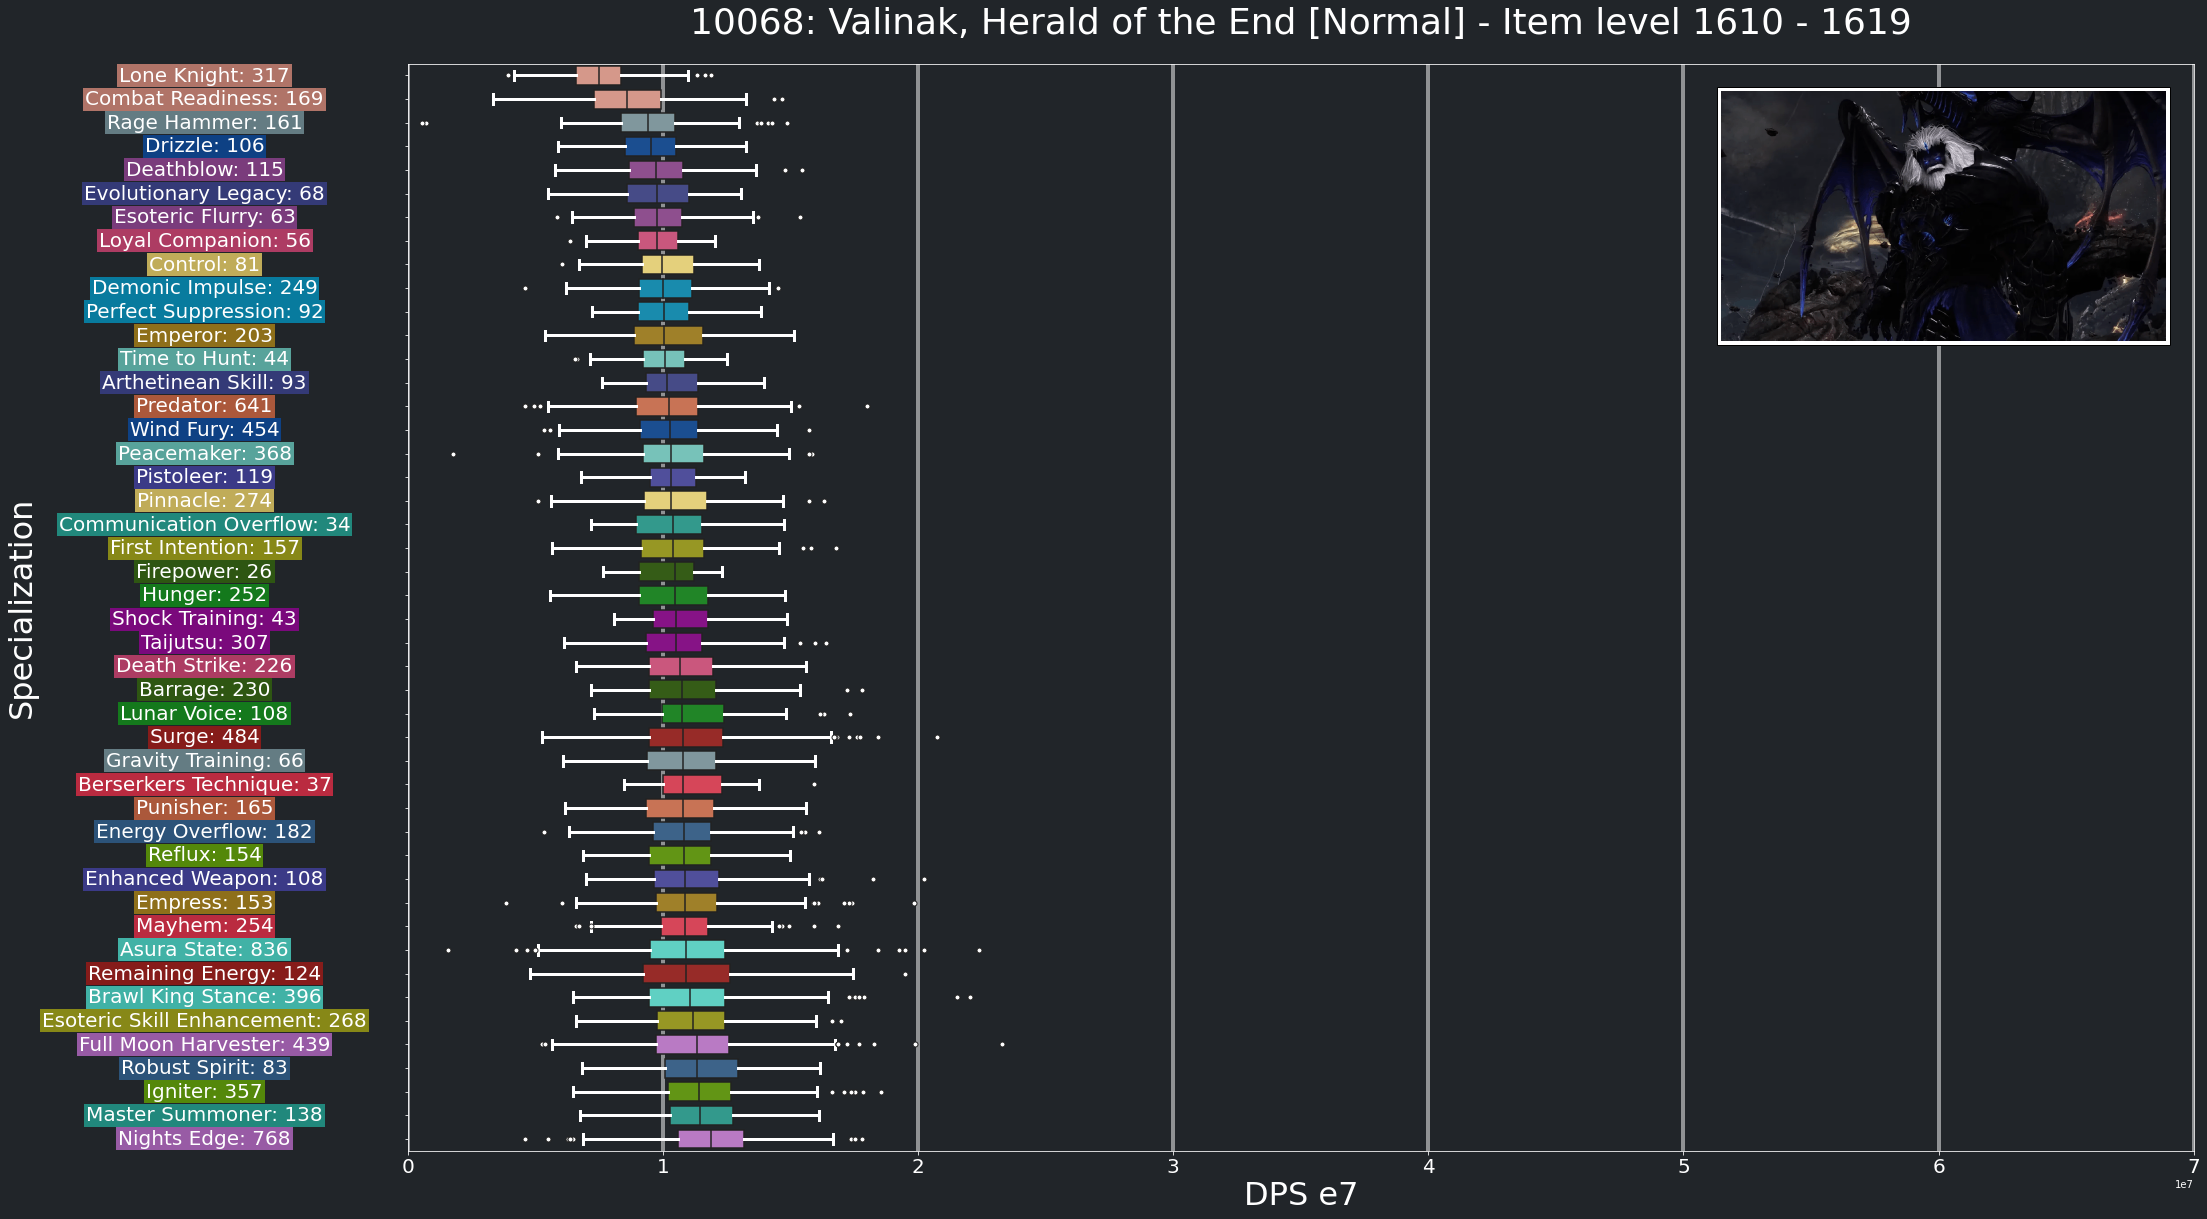 10068: Valinak, Herald of the End [Normal] - Item level 1610 - 1619
Specialization
Lone Knight: 317
Combat Readiness: 169
Rage Hammer: 161
Drizzle: 106
Deathblow: 115
Evolutionary Legacy: 68
Esoteric Flurry: 63
Loyal Companion: 56
Control: 81
Demonic Impulse: 249
Perfect Suppression: 92
Emperor: 203
Time to Hunt: 44
Arthetinean Skill: 93
Predator: 641
Wind Fury: 454
Peacemaker: 368
Pistoleer: 119
Pinnacle: 274
Communication Overflow: 34
First Intention: 157
Firepower: 26
Hunger: 252
Shock Training: 43
Taijutsu: 307
Death Strike: 226
Barrage: 230
Lunar Voice: 108
Surge: 484
Gravity Training: 66
Berserkers Technique: 37
Punisher: 165
Energy Overflow: 182
Reflux: 154
Enhanced Weapon: 108
Empress: 153
Mayhem: 254
Asura State: 836
Remaining Energy: 124
Brawl King Stance: 396
Esoteric Skill Enhancement: 268
Full Moon Harvester: 439
Robust Spirit: 83
Igniter: 357
Master Summoner: 138
Nights Edge: 768
0 1 2 3 4 5 6 7
1e7
DPS e7